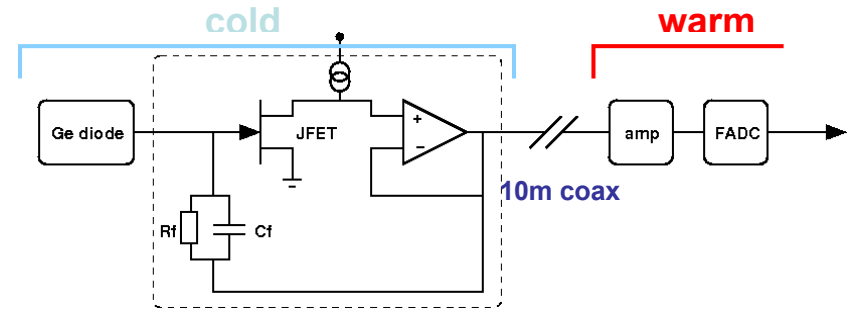 cold
warm
Ge diode
JFET
+
−
amp
FADC
10m coax
Rf
Cf